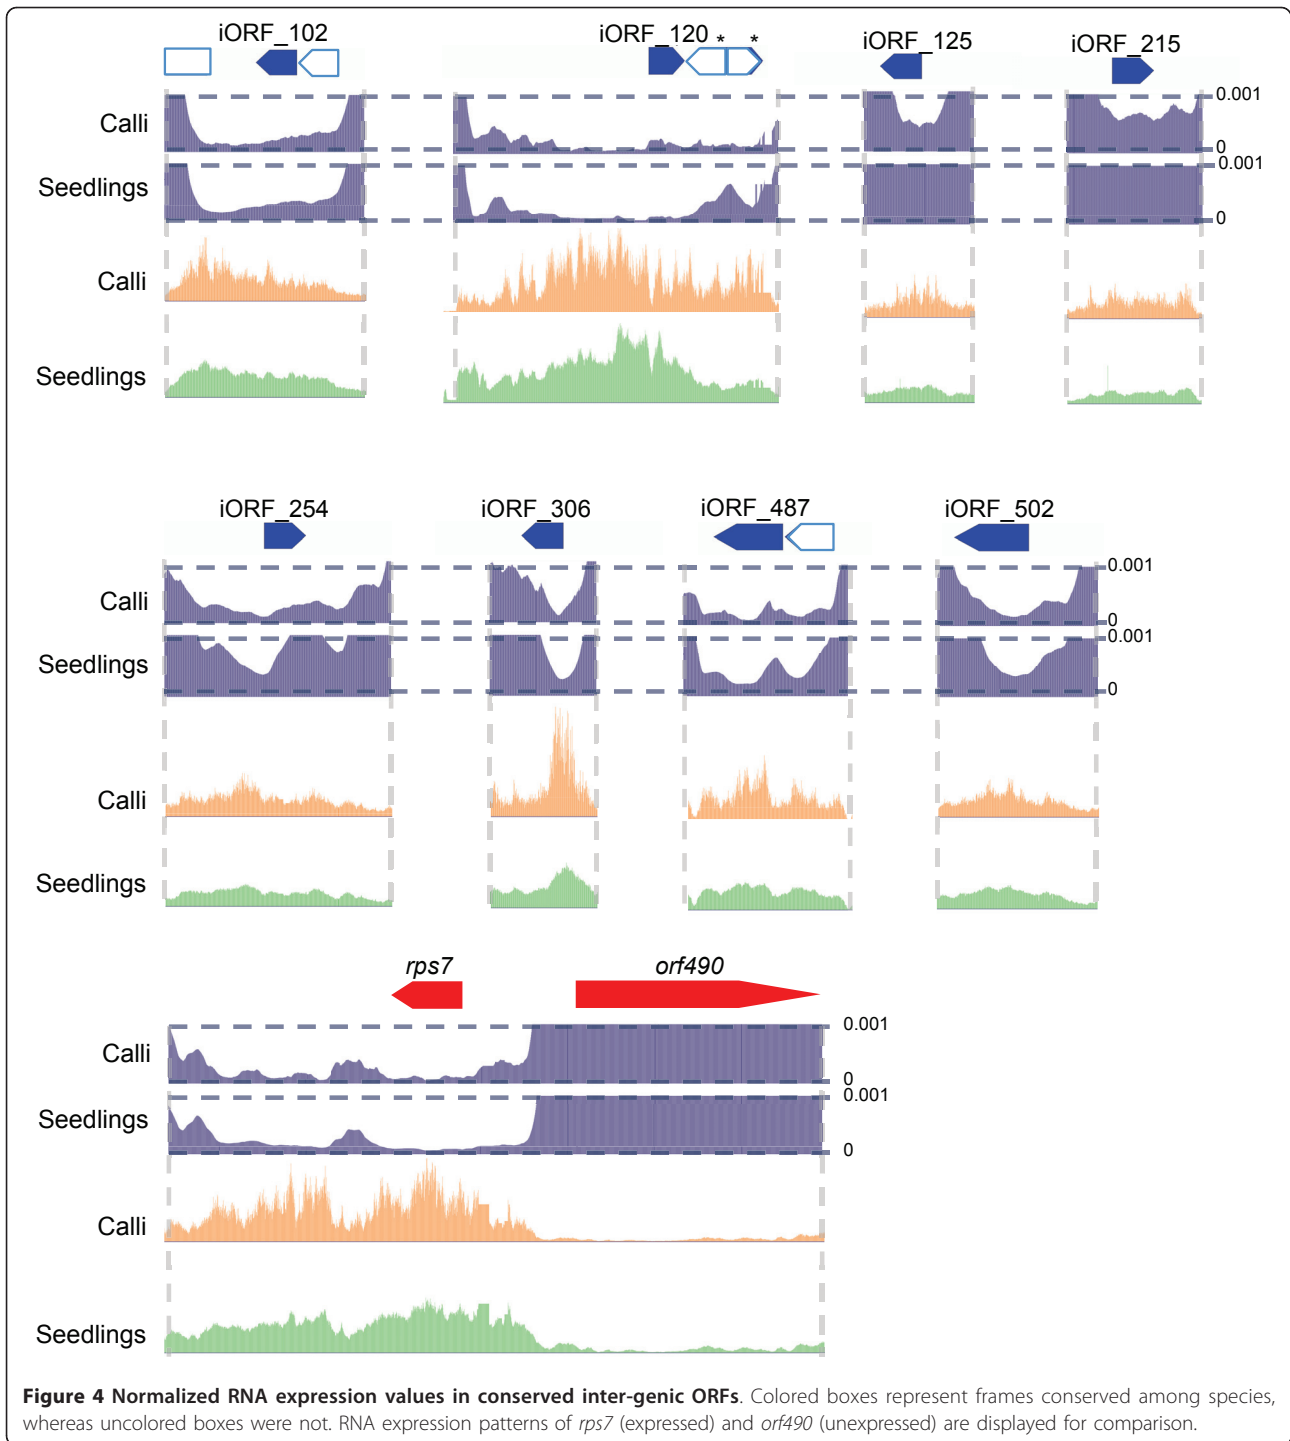 iORF_102 iORF_120 * * iORF_125 iORF_215
Calli 0.001
0
Seedlings 0.001
0
Calli
Seedlings
iORF_254 iORF_306 iORF_487 iORF_502
Calli 0.001
0
Seedlings 0.001
0
Calli
Seedlings
rps7 orf490
Calli 0.001
0
Seedlings 0.001
0
Calli
Seedlings
Figure 4 Normalized RNA expression values in conserved inter-genic ORFs. Colored boxes represent frames conserved among species,
whereas uncolored boxes were not. RNA expression patterns of rps7 (expressed) and orf490 (unexpressed) are displayed for comparison.